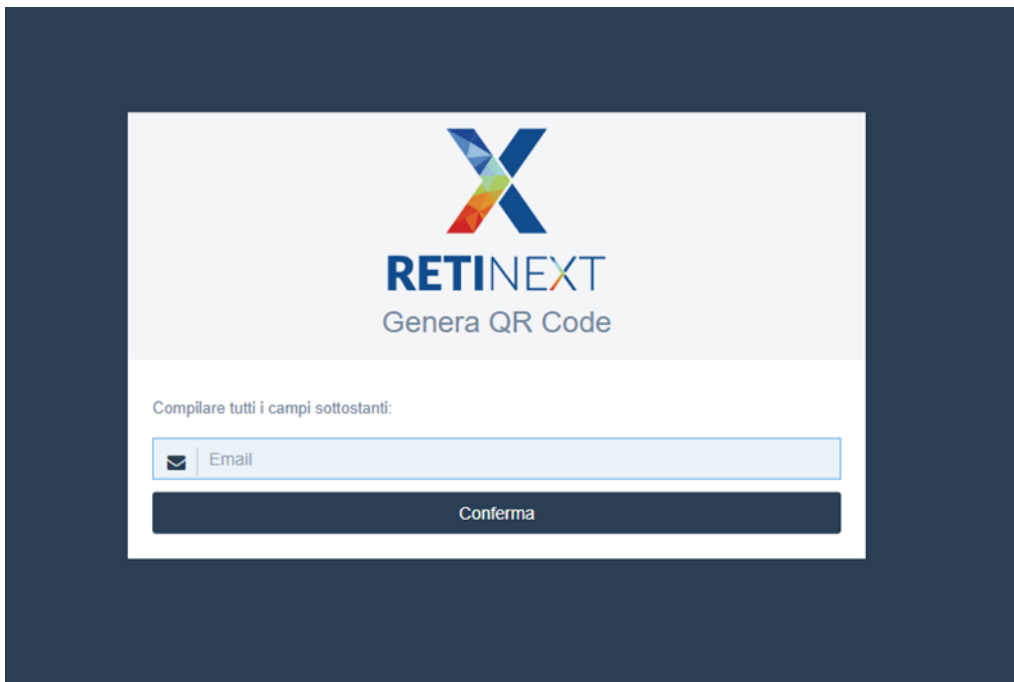 RETINEXT
Genera QR Code
Compilare tutti i campi sottostanti:
Email
Conferma